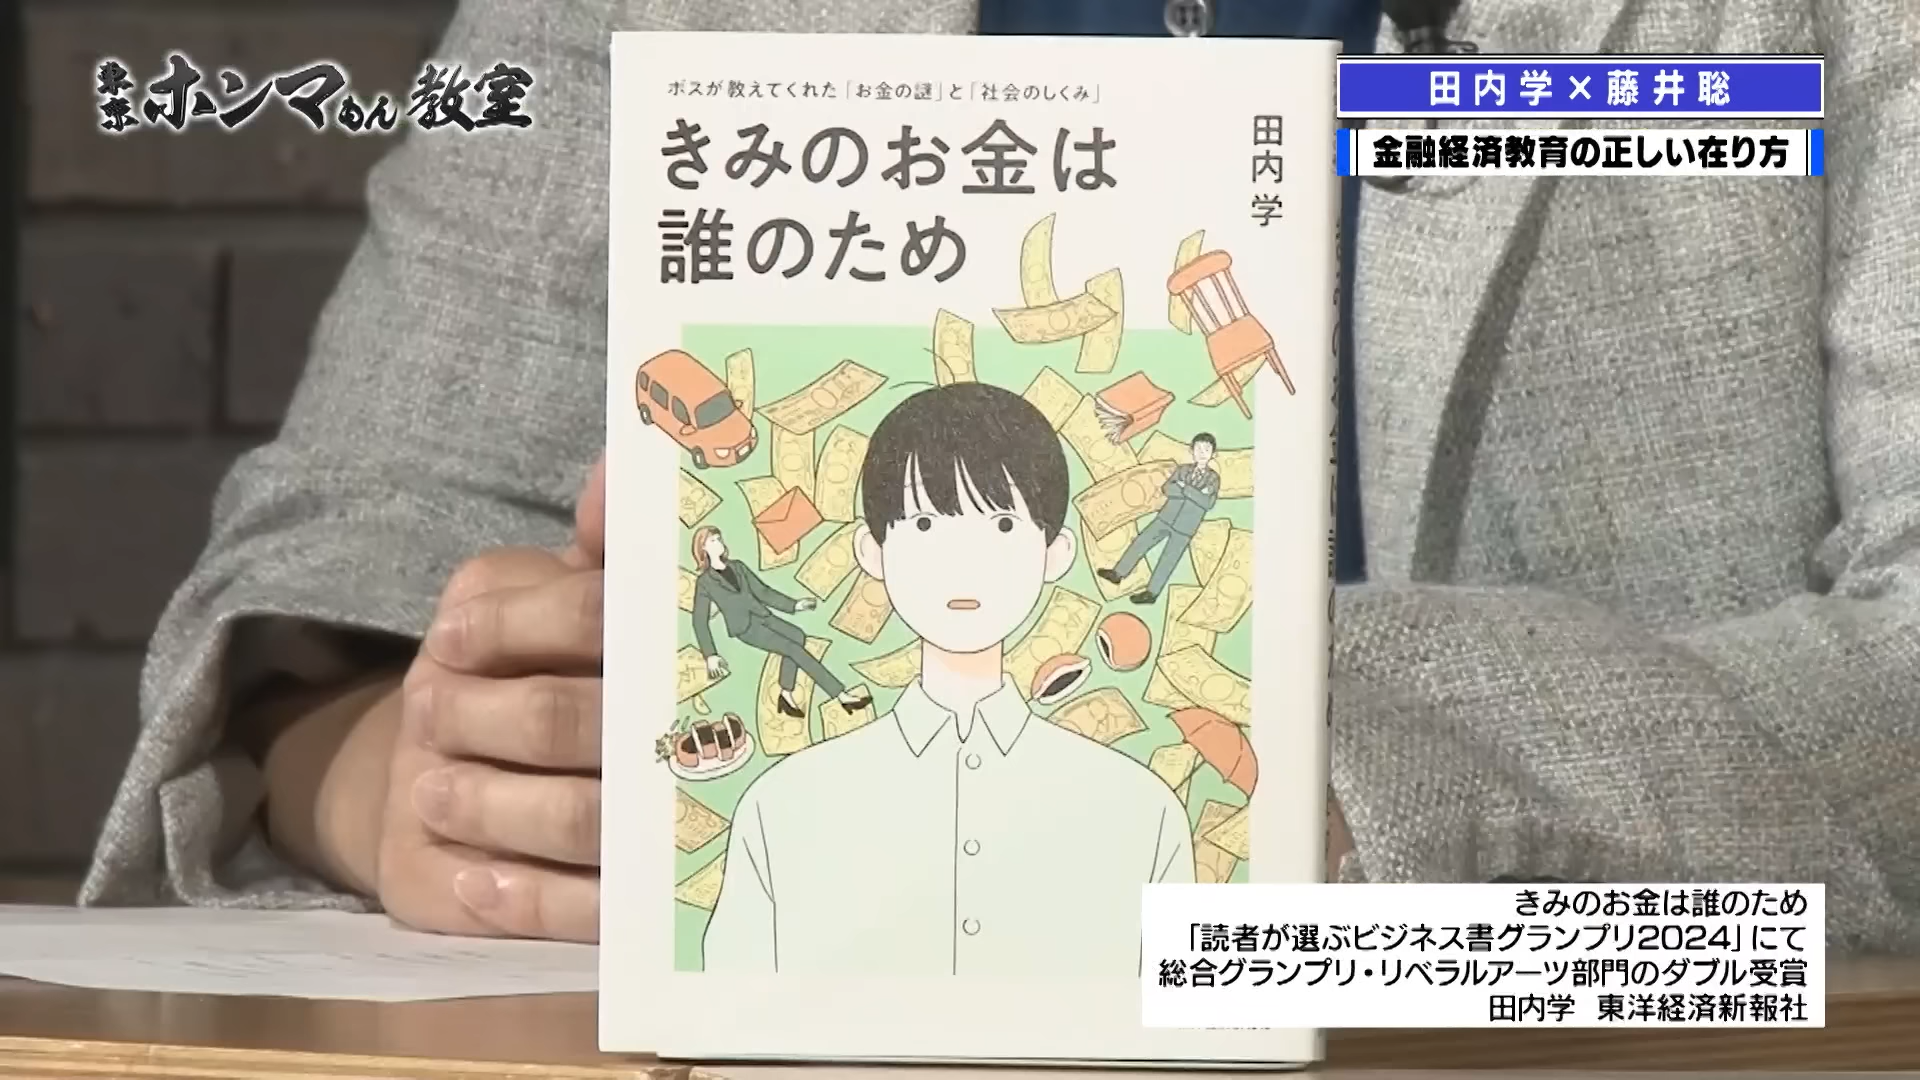 東京ホンマもん教室
田内学×藤井聡
金融経済教育の正しい在り方
ボスが教えてくれた「お金の謎」と「社会のしくみ」
きみのお金は
誰のため
田内 学
きみのお金は誰のため
「読者が選ぶビジネス書グランプリ2024」にて
総合グランプリ・リベラルアーツ部門のダブル受賞
田内学 東洋経済新報社